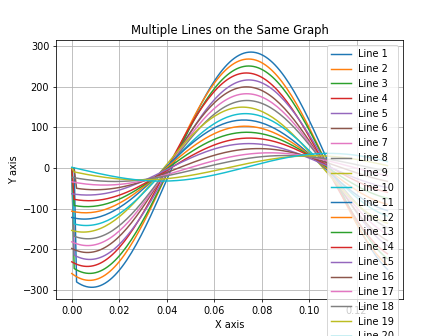 Multiple Lines on the Same Graph
300
200
100
0
−100
−200
−300
Y axis
0.00
0.02
0.04
0.06
0.08
0.10
X axis
Line 1
Line 2
Line 3
Line 4
Line 5
Line 6
Line 7
Line 8
Line 9
Line 10
Line 11
Line 12
Line 13
Line 14
Line 15
Line 16
Line 17
Line 18
Line 19
Line 20